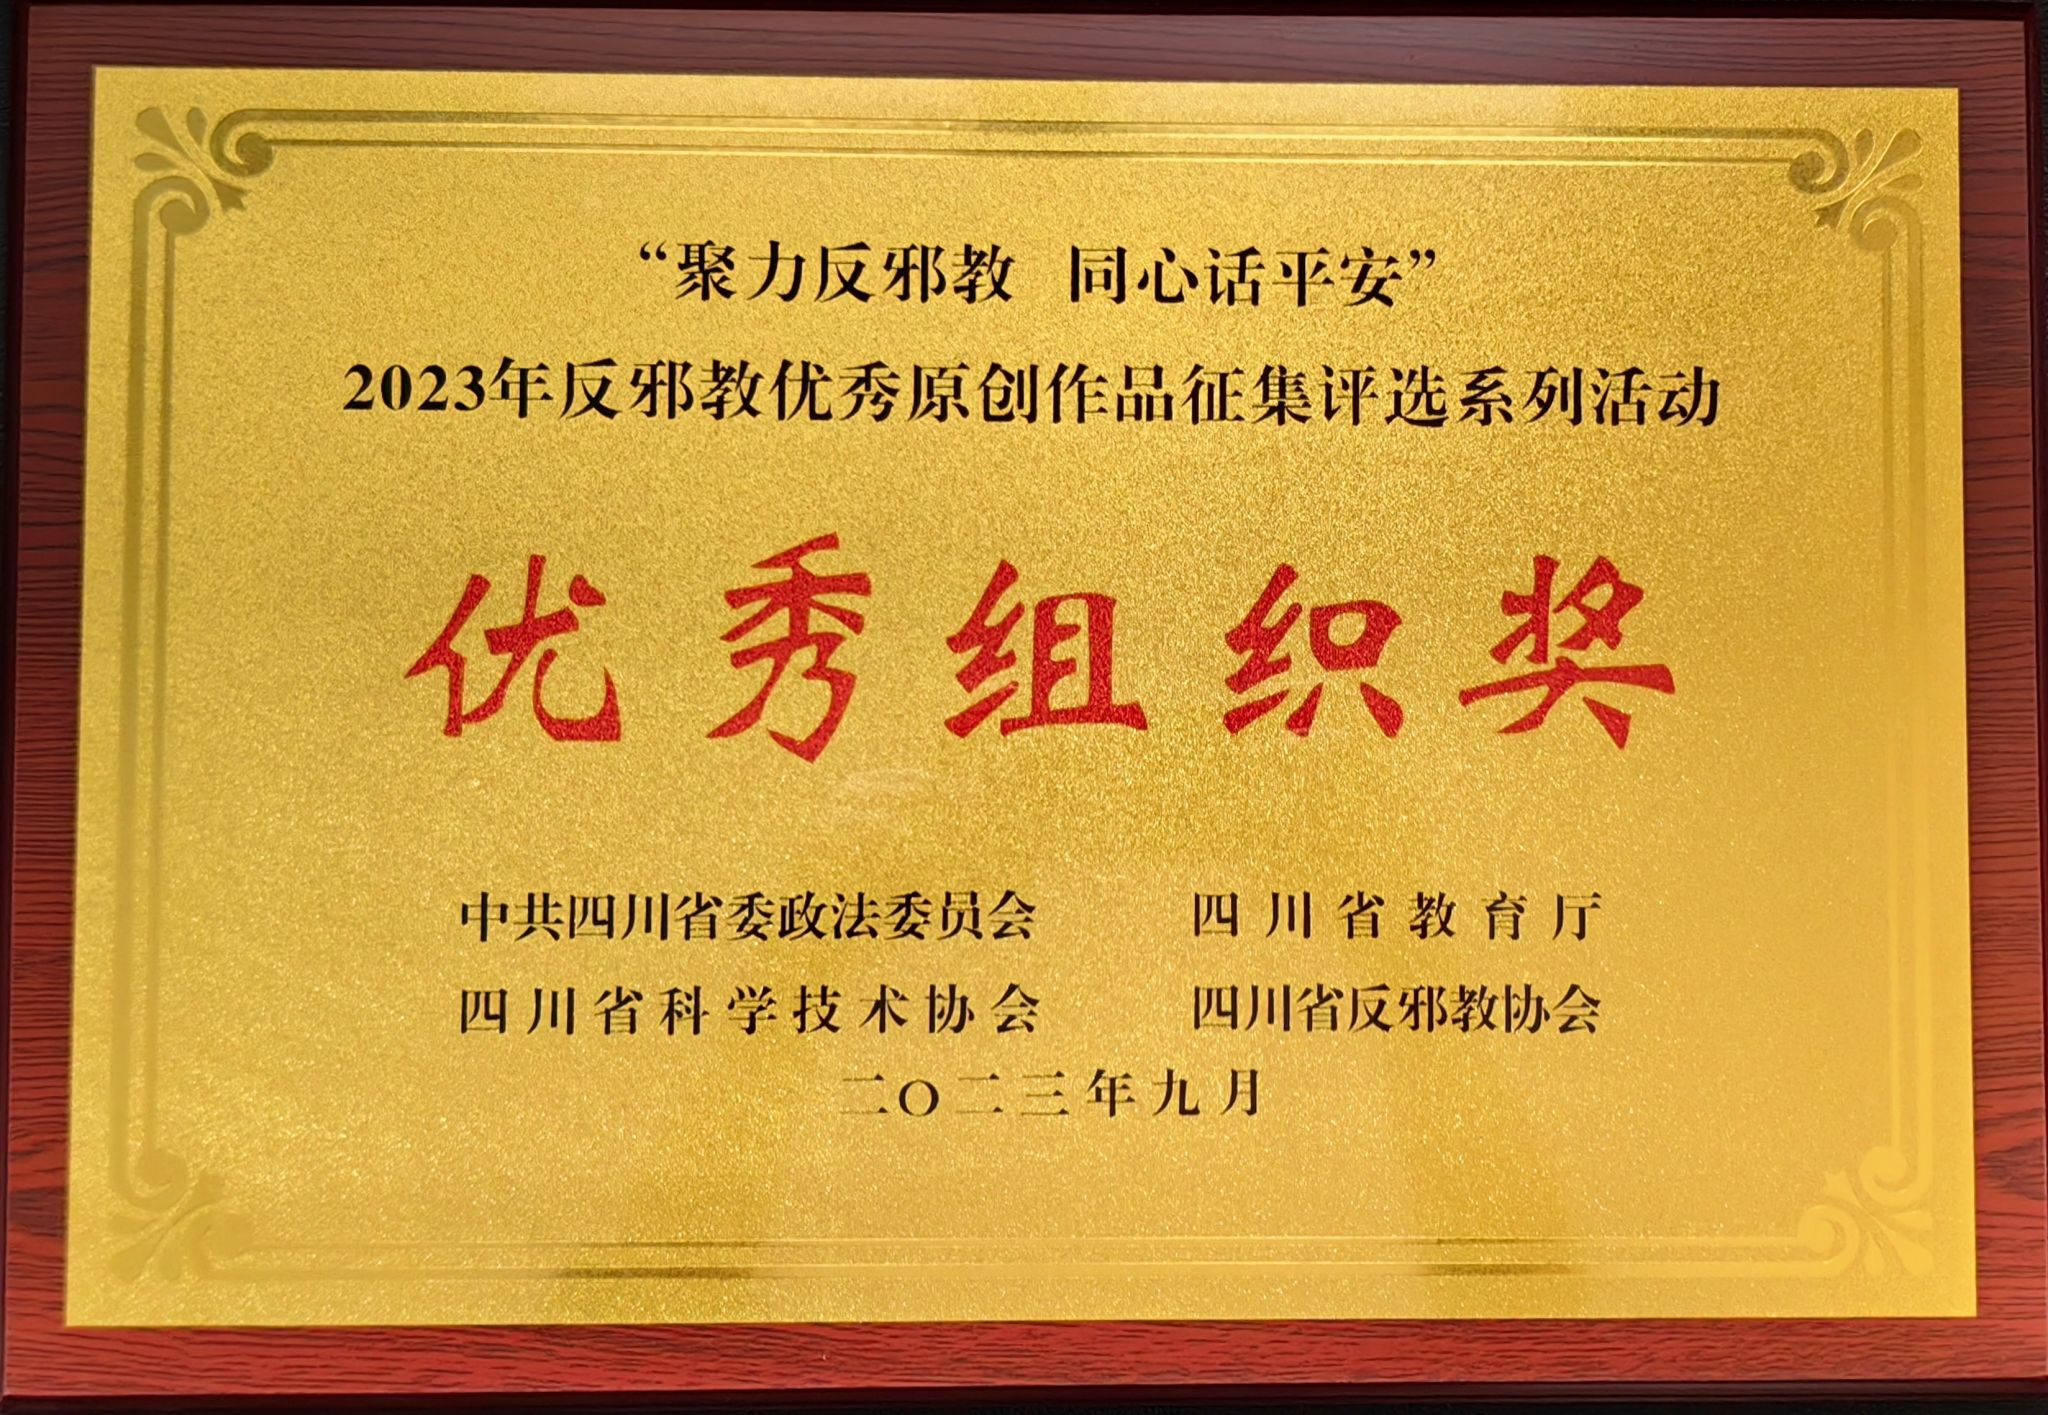 “聚力反邪教 同心话平安”
2023年反邪教优秀原创作品征集评选系列活动
优秀组织奖
中共四川省委政法委员会 四川省教育厅
四川省科学技术协会 四川省反邪教协会
二〇二三年九月